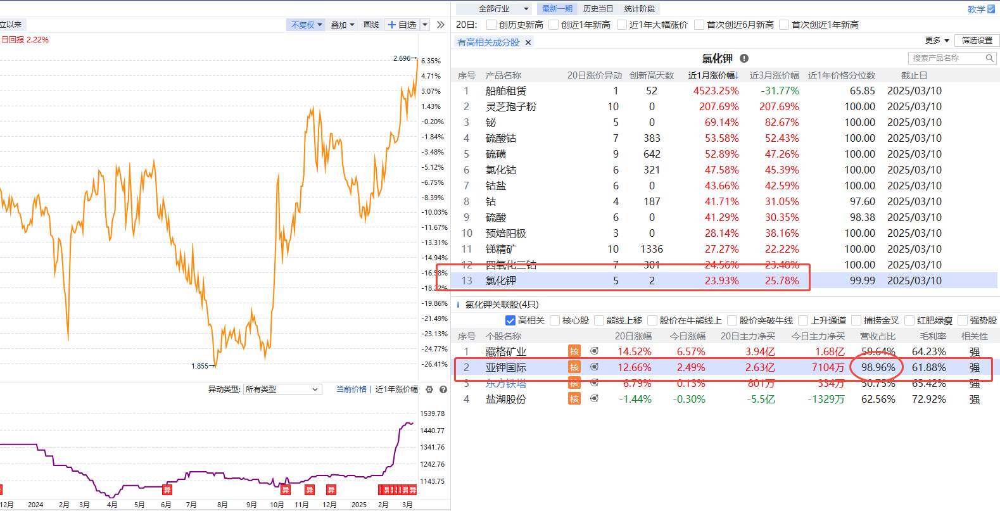 立以来
不复权 叠加 画线 自选
日回报 2.22%
2.696
6.35%
4.71%
3.07%
1.43%
-0.20%
-1.84%
-3.48%
-5.12%
-6.75%
-8.39%
-10.03%
-11.67%
-13.31%
-14.94%
-16.58%
-18.22%
-19.86%
-21.49%
-23.13%
-24.77%
-26.41%
1.855
异动类型: 所有类型 当前价格 | 近1年涨价幅
1539.78
1440.77
1341.76
1242.76
1143.75
异 异 异 异 异 异
12月 2024 2月 3月 4月 5月 6月 7月 8月 9月 10月 11月 12月 2025 2月 3月
全部行业 最新一期 历史当日 统计阶段 教学
20日: 创历史新高 创近1年新高 近1年大幅涨价 首次创近6月新高 首次创近1年新高
有高相关成分股 × 更多 筛选设置
氯化钾 搜索产品名称
序号 产品名称 20日涨价异动 创新高天数 近1月涨价幅↓ 近3月涨价幅 近1年价格分位数 截止日
1 船舶租赁 1 52 4523.25% -31.77% 65.85 2025/03/10
2 灵芝孢子粉 10 0 207.69% 207.69% 100.00 2025/03/10
3 铋 5 0 69.14% 82.67% 100.00 2025/03/10
4 硫酸钴 7 383 53.58% 52.43% 100.00 2025/03/10
5 硫磺 9 642 52.89% 47.26% 100.00 2025/03/10
6 氯化钴 6 321 47.58% 45.39% 100.00 2025/03/10
7 钴盐 6 0 43.66% 42.59% 100.00 2025/03/10
8 钴 4 187 41.71% 31.05% 97.60 2025/03/10
9 硫酸 6 0 41.29% 30.35% 98.38 2025/03/10
10 预焙阳极 3 0 28.14% 38.16% 100.00 2025/03/10
11 锑精矿 10 1336 27.27% 22.22% 100.00 2025/03/10
12 四氧化三钴 7 301 24.56% 23.48% 100.00 2025/03/10
13 氯化钾 5 2 23.93% 25.78% 99.99 2025/03/10
氯化钾关联股(4只)
高相关 核心股 熊线上移 股价在牛熊线上 股价突破牛线 上升通道 捕捞金叉 红肥绿瘦 强势股
序号 个股名称 20日涨幅 今日涨幅 20日主力净买 今日主力净买 营收占比 毛利率 相关性
1 藏格矿业 核 14.52% 6.57% 3.94亿 1.68亿 59.64% 64.23% 强
2 亚钾国际 核 12.66% 2.49% 2.63亿 7104万 98.96% 61.88% 强
3 东方铁塔 核 6.79% 0.13% 801万 334万 50.75% 65.42% 强
4 盐湖股份 核 -1.44% -0.30% -5.5亿 -1329万 62.56% 72.92% 强